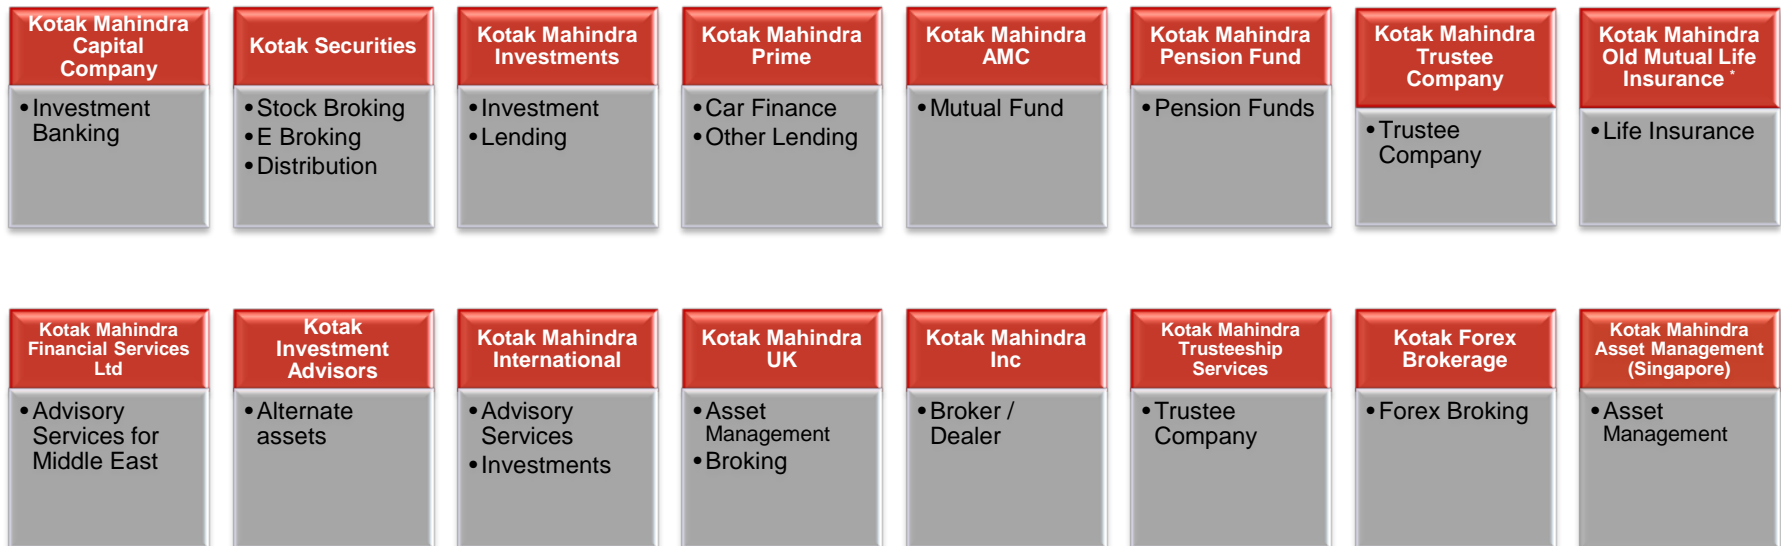 Kotak Mahindra
Capital
Company
• Investment
Banking
Kotak Securities
• Stock Broking
• E Broking
• Distribution
Kotak Mahindra
Investments
• Investment
• Lending
Kotak Mahindra
Prime
• Car Finance
• Other Lending
Kotak Mahindra
AMC
• Mutual Fund
Kotak Mahindra
Pension Fund
• Pension Funds
Kotak Mahindra
Trustee
Company
• Trustee
Company
Kotak Mahindra
Old Mutual Life
Insurance *
• Life Insurance
Kotak Mahindra
Financial Services
Ltd
• Advisory
Services for
Middle East
Kotak
Investment
Advisors
• Alternate
assets
Kotak Mahindra
International
• Advisory
Services
• Investments
Kotak Mahindra
UK
• Asset
Management
• Broking
Kotak Mahindra
Inc
• Broker /
Dealer
Kotak Mahindra
Trusteeship
Services
• Trustee
Company
Kotak Forex
Brokerage
• Forex Broking
Kotak Mahindra
Asset Management
(Singapore)
• Asset
Management